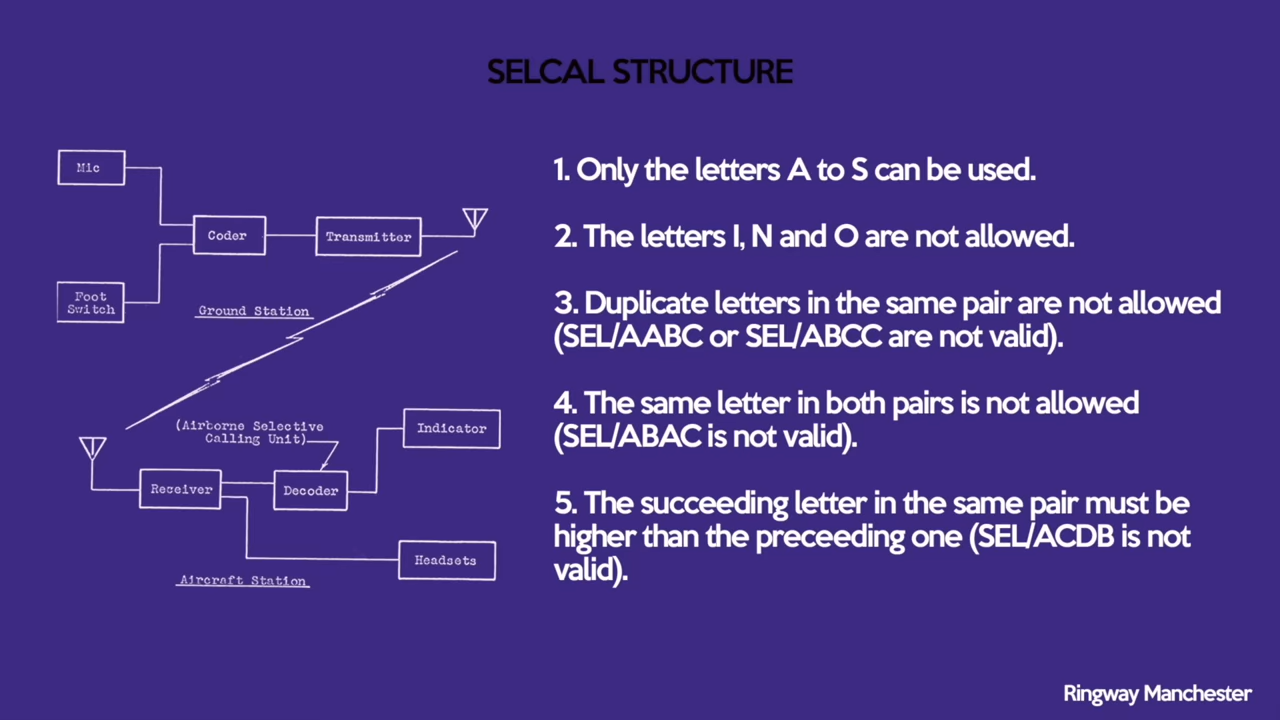 SELCAL STRUCTURE
Mic
Coder
Transmitter
Foot
Switch
Ground Station
(Airborne Selective
Calling Unit)
Indicator
Receiver
Decoder
Headsets
Aircraft Station
1. Only the letters A to S can be used.
2. The letters I, N and O are not allowed.
3. Duplicate letters in the same pair are not allowed
(SEL/AABC or SEL/ABCC are not valid).
4. The same letter in both pairs is not allowed
(SEL/ABAC is not valid).
5. The succeeding letter in the same pair must be
higher than the preceeding one (SEL/ACDB is not
valid).
Ringway Manchester